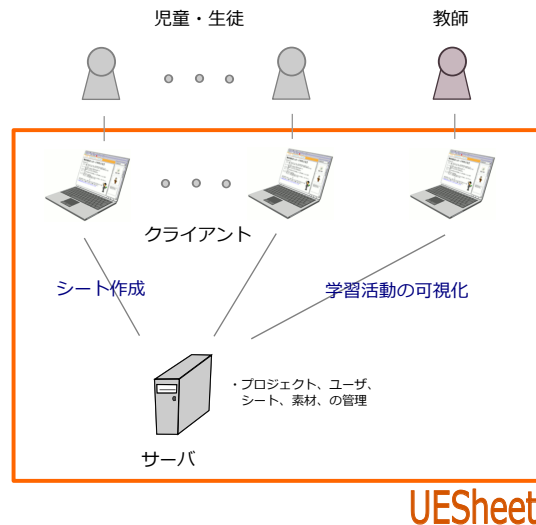 児童・生徒
教師
クライアント
シート作成
学習活動の可視化
・プロジェクト、ユーザ、
シート、素材、の管理
サーバ
UESheet